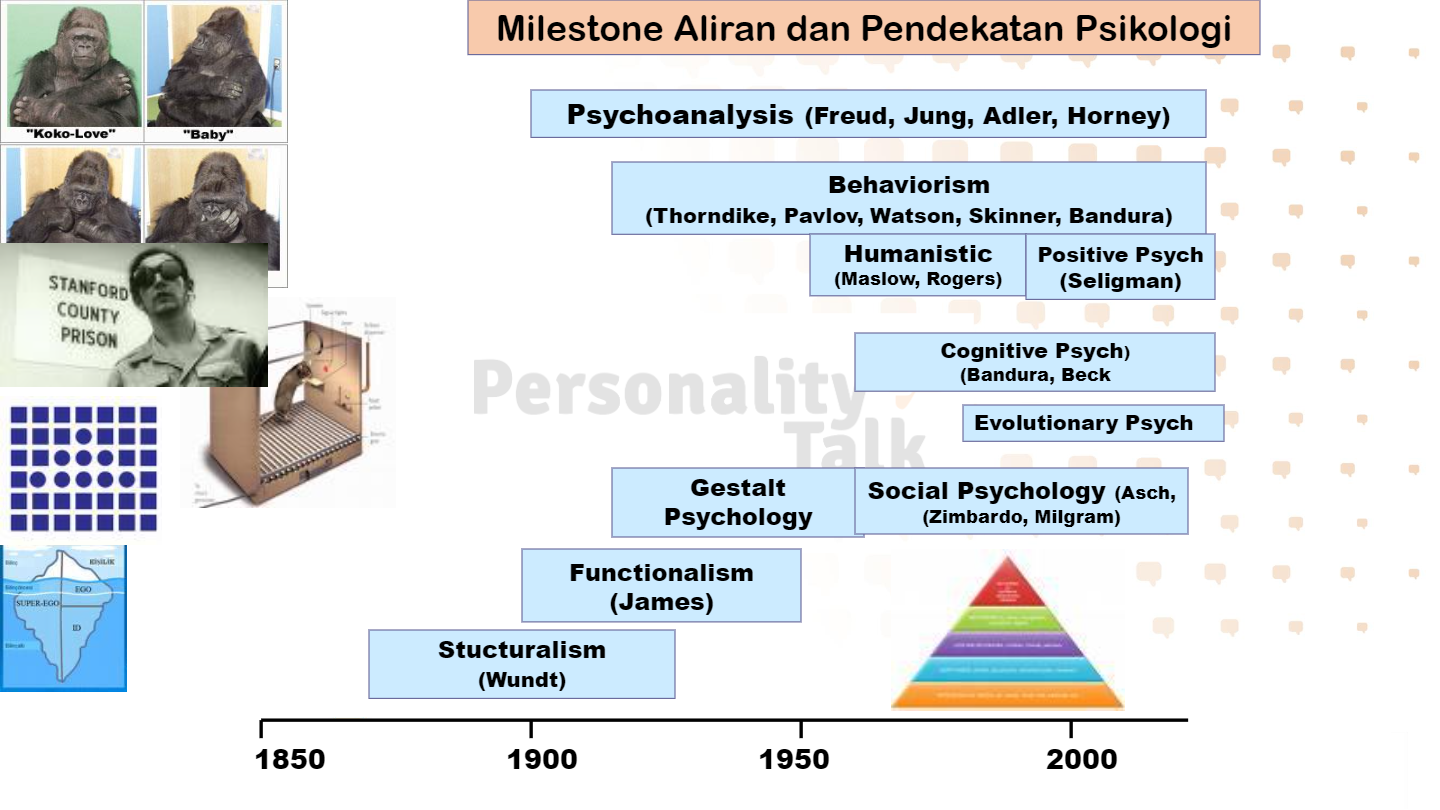 Milestone Aliran dan Pendekatan Psikologi
"Koko-Love"
"Baby"
Psychoanalysis (Freud, Jung, Adler, Horney)
Behaviorism
(Thorndike, Pavlov, Watson, Skinner, Bandura)
Humanistic
(Maslow, Rogers)
Positive Psych
(Seligman)
STANFORD
COUNTY
PRISON
Cognitive Psych)
(Bandura, Beck
Personality
Talk
Evolutionary Psych
Gestalt
Psychology
Social Psychology (Asch,
(Zimbardo, Milgram)
EGO
SUPER-EGO
ID
Functionalism
(James)
Stucturalism
(Wundt)
1850
1900
1950
2000